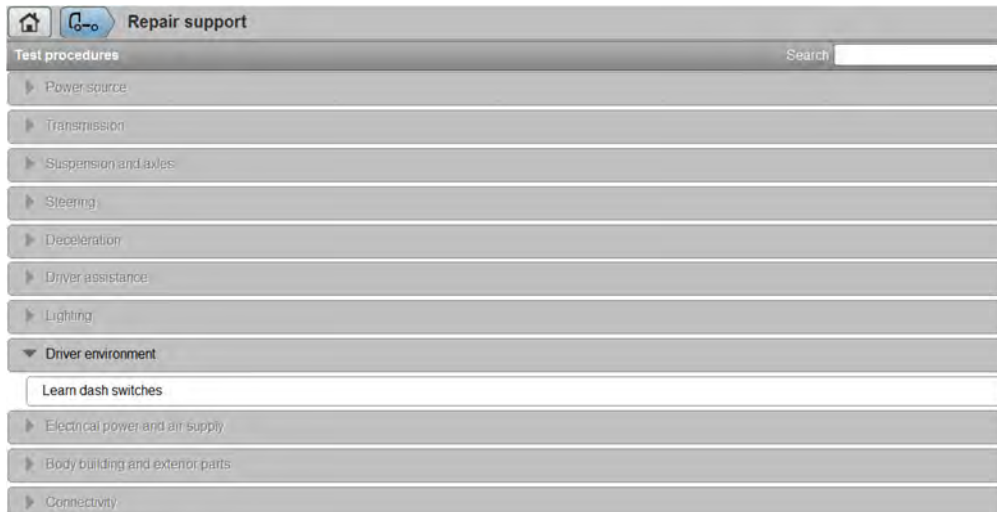 Repair support
Test procedures Search
Power source
Transmission
Suspension and axles
Steering
Deceleration
Driver assistance
Lighting
Driver environment
Learn dash switches
Electrical power and air supply
Body building and exterior parts
Connectivity